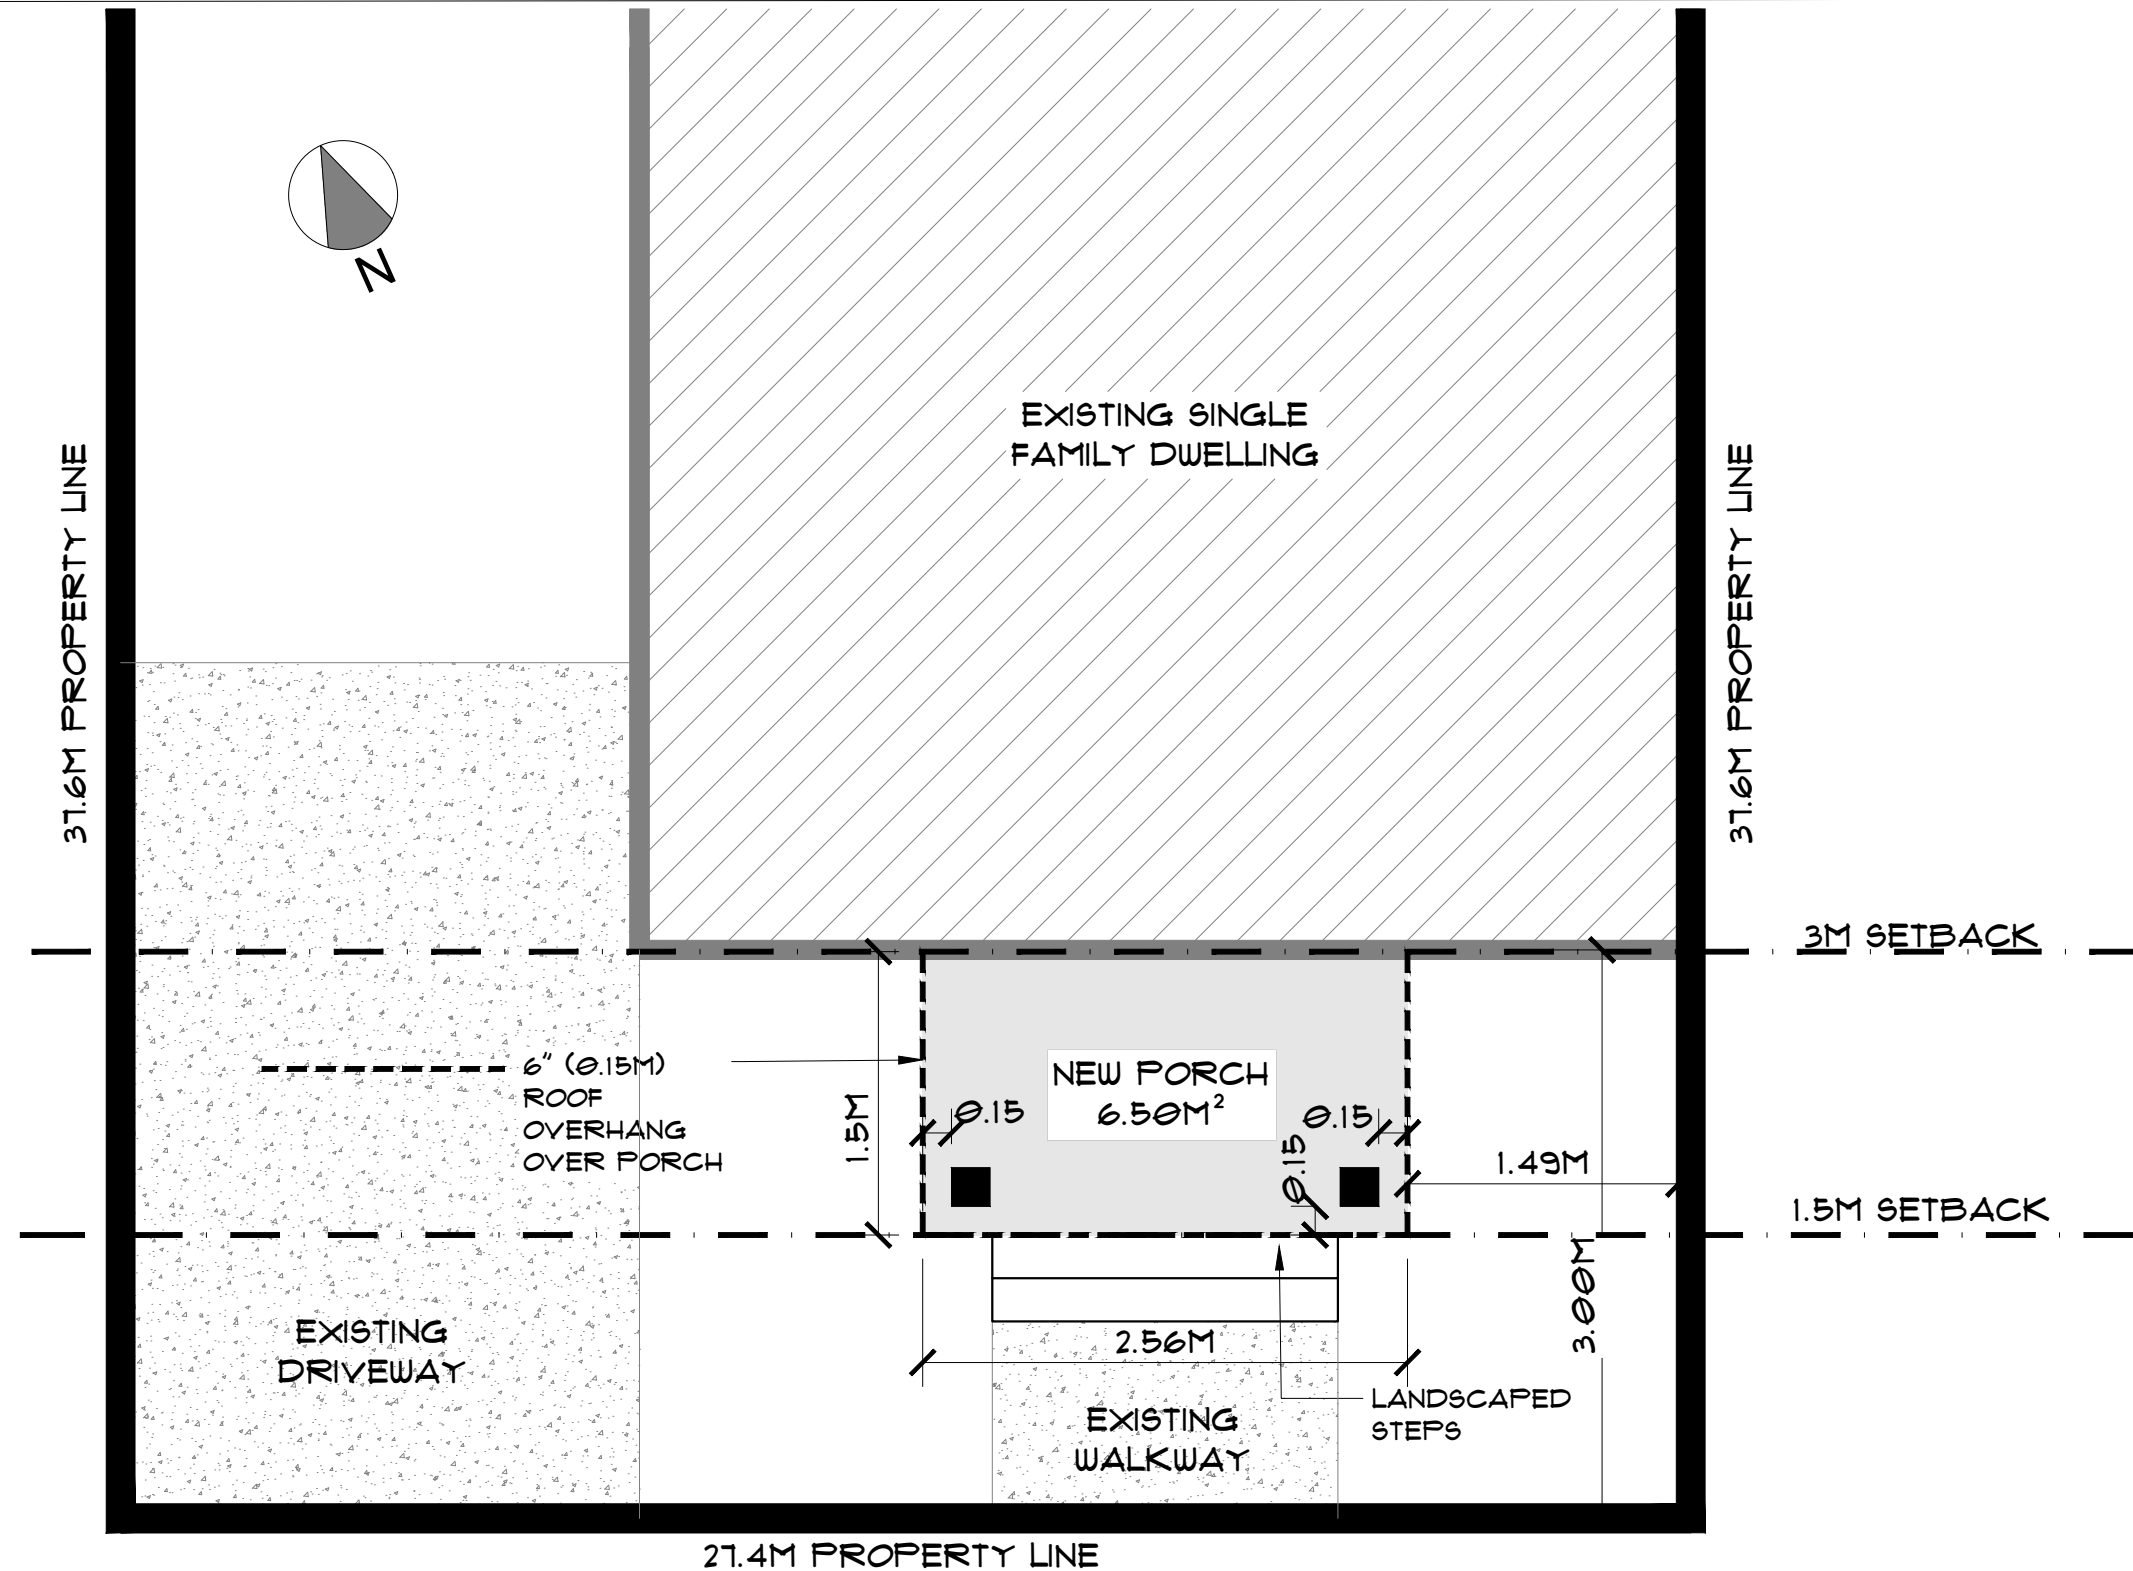 N
EXISTING SINGLE
FAMILY DWELLING
37.6M PROPERTY LINE
37.6M PROPERTY LINE
3M SETBACK
6" (0.15M)
ROOF
OVERHANG
OVER PORCH
1.5M
NEW PORCH
6.50M²
0.15
0.15
0.15
1.49M
1.5M SETBACK
3.00M
EXISTING
DRIVEWAY
2.56M
LANDSCAPED
STEPS
EXISTING
WALKWAY
27.4M PROPERTY LINE